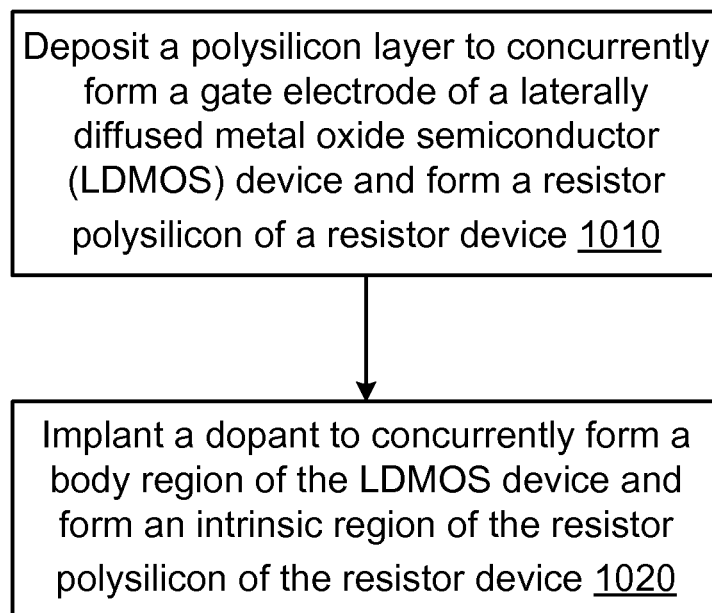 Deposit a polysilicon layer to concurrently
form a gate electrode of a laterally
diffused metal oxide semiconductor
(LDMOS) device and form a resistor
polysilicon of a resistor device 1010
Implant a dopant to concurrently form a
body region of the LDMOS device and
form an intrinsic region of the resistor
polysilicon of the resistor device 1020